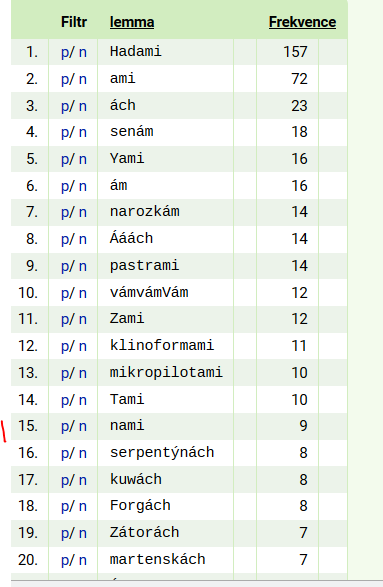 Filtr lemma Frekvence
1. p/ n Hadami 157
2. p/ n ami 72
3. p/ n ách 23
4. p/ n senám 18
5. p/ n Yami 16
6. p/ n ám 16
7. p/ n narozkám 14
8. p/ n Ááách 14
9. p/ n pastrami 14
10. p/ n vámvámVám 12
11. p/ n Zami 12
12. p/ n klinoformami 11
13. p/ n mikropilotami 10
14. p/ n Tami 10
15. p/ n nami 9
16. p/ n serpentýnách 8
17. p/ n kuwách 8
18. p/ n Forgách 8
19. p/ n Zátorách 7
20. p/ n martenskách 7